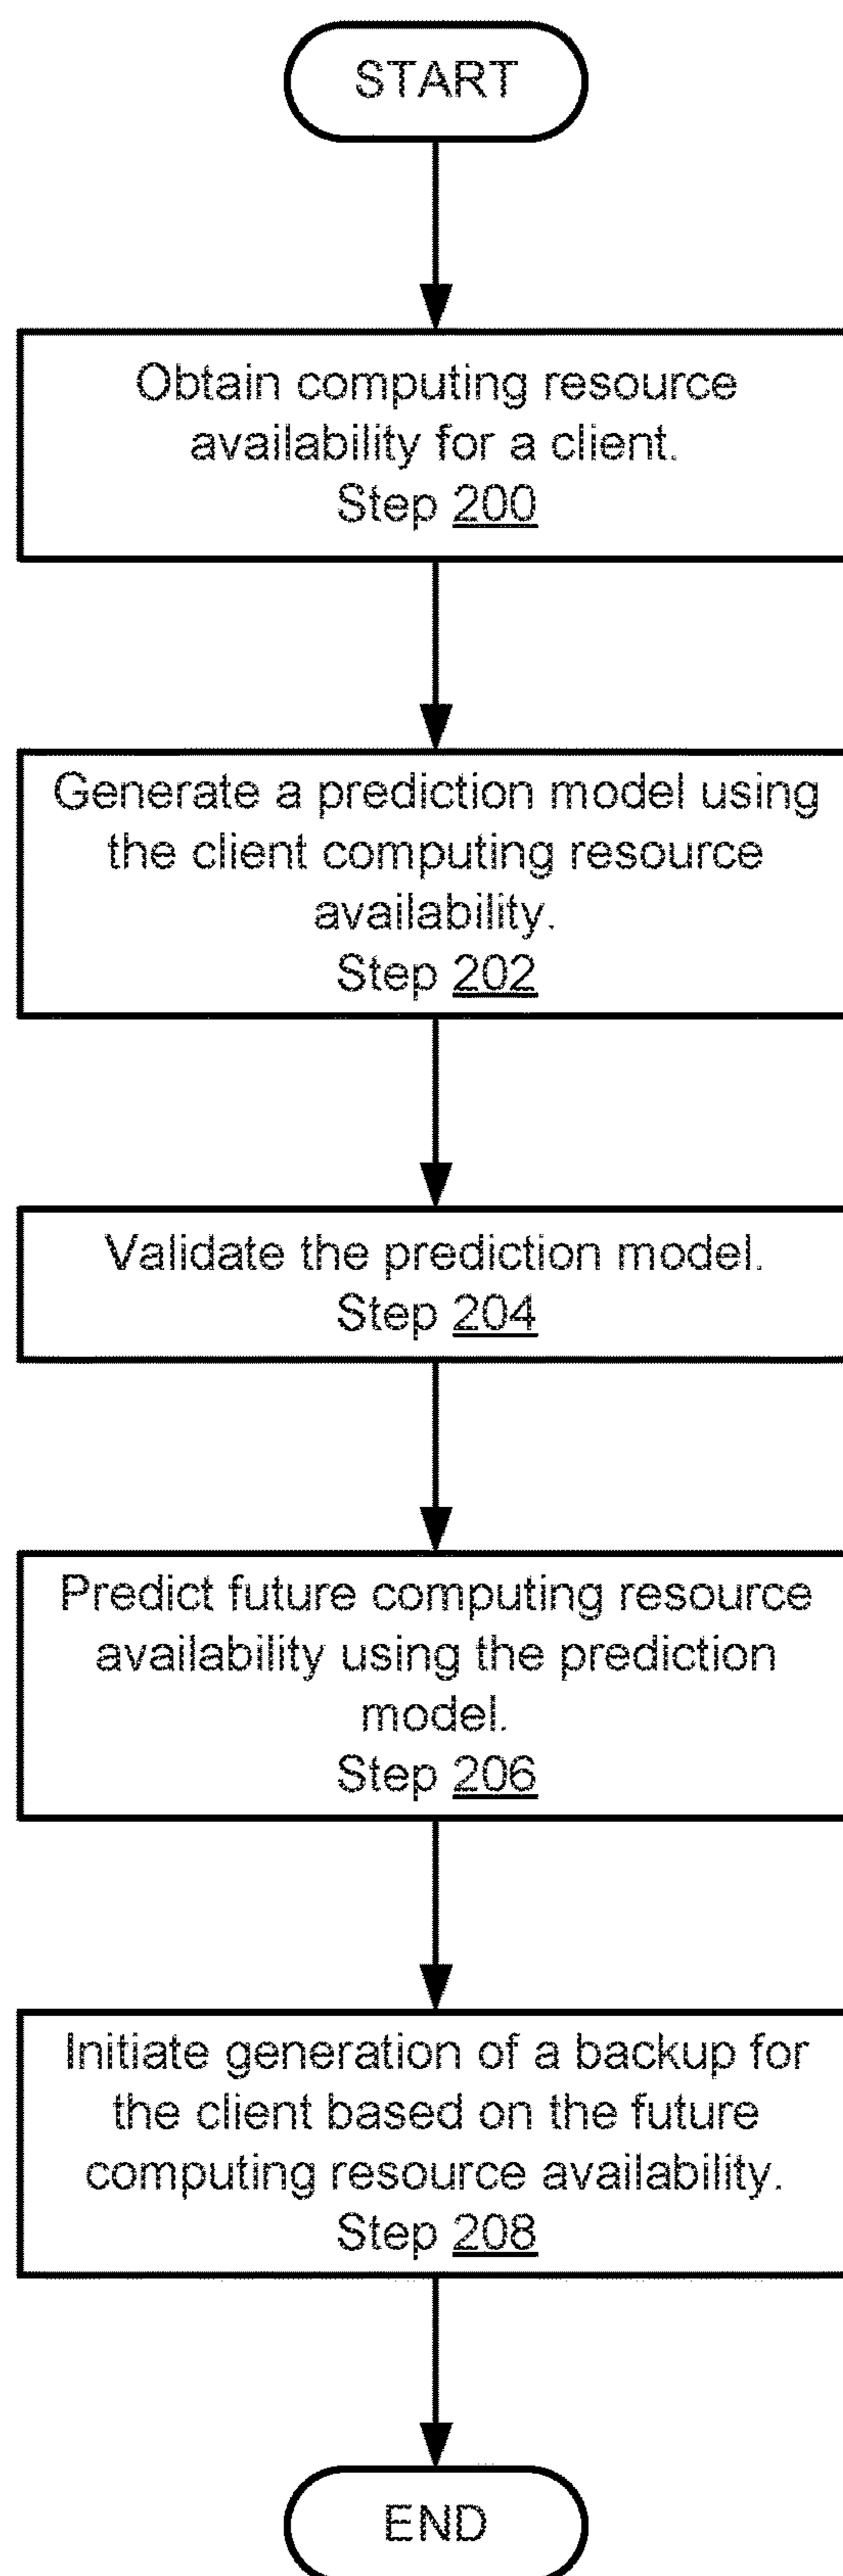 START
Obtain computing resource
availability for a client.
Step 200
Generate a prediction model using
the client computing resource
availability.
Step 202
Validate the prediction model.
Step 204
Predict future computing resource
availability using the prediction
model.
Step 206
Initiate generation of a backup for
the client based on the future
computing resource availability.
Step 208
END